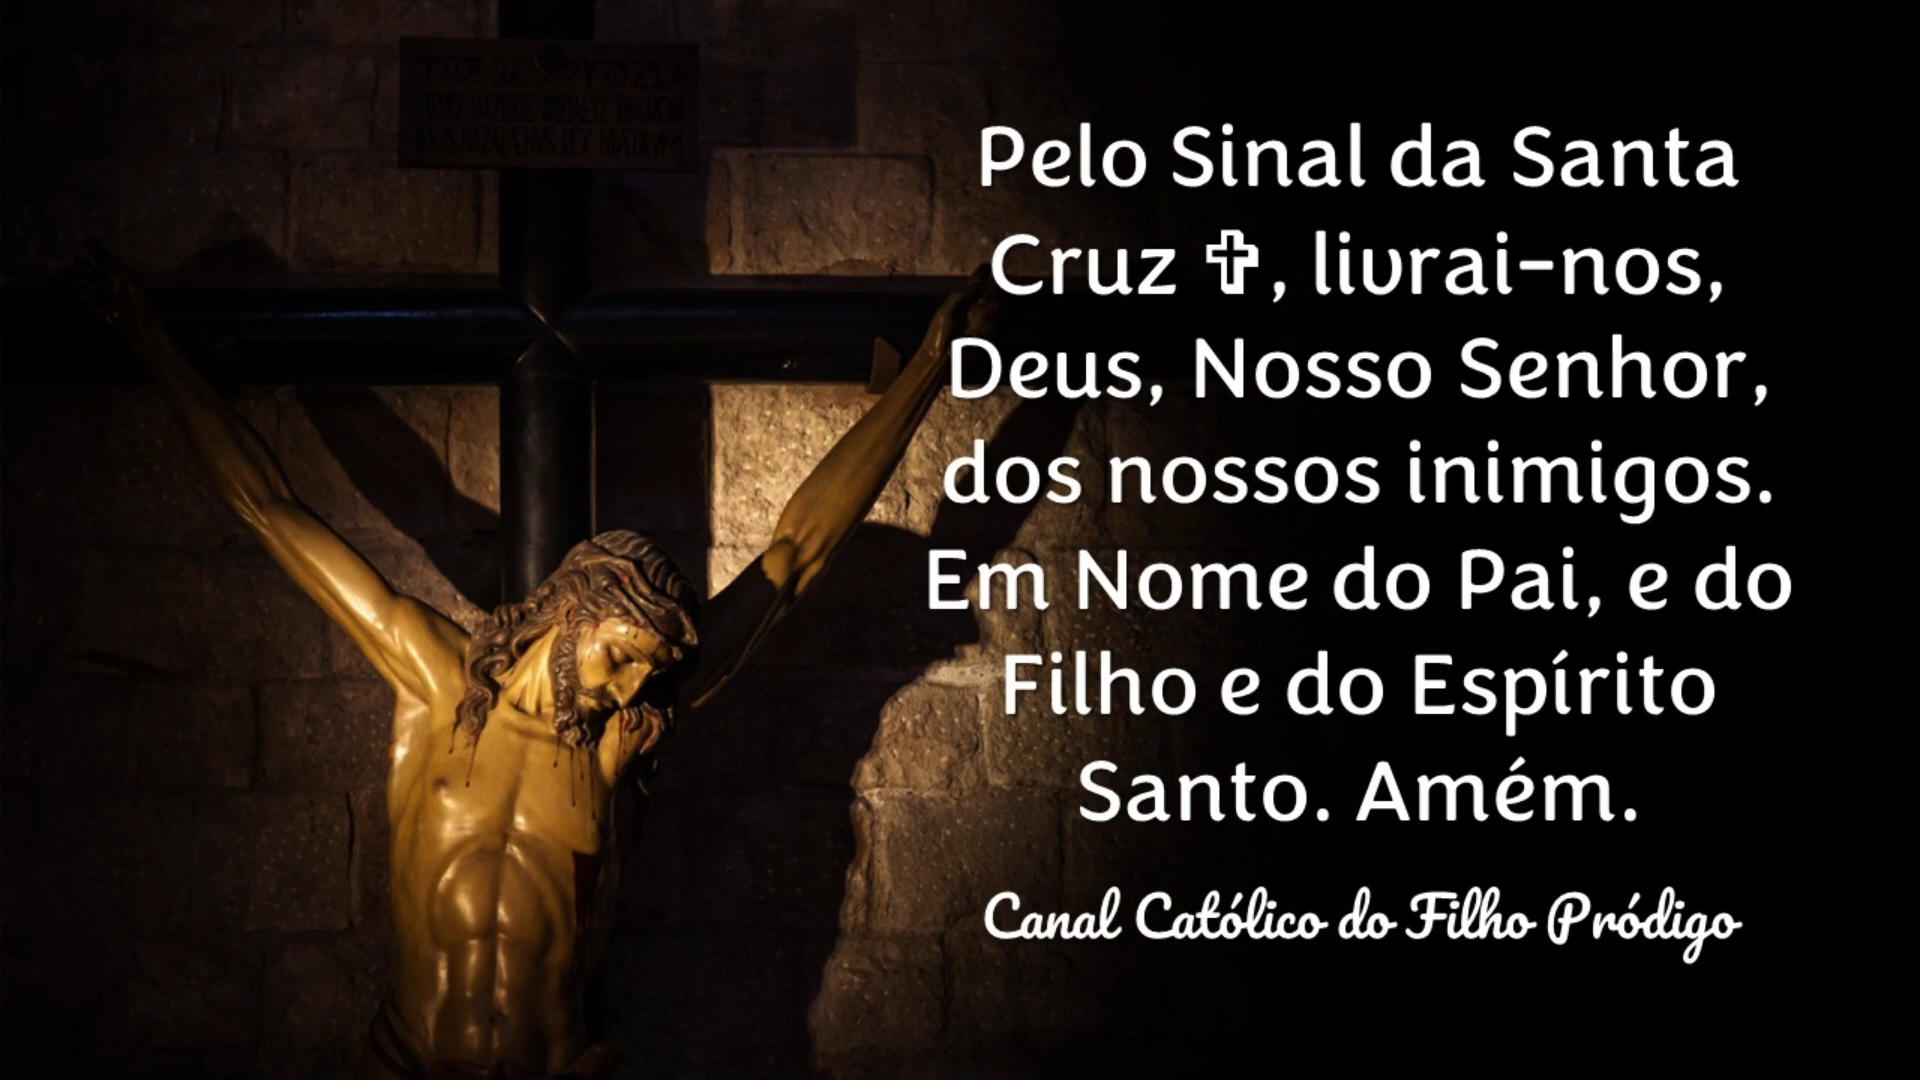 Pelo Sinal da Santa
Cruz ✞, livrai-nos,
Deus, Nosso Senhor,
dos nossos inimigos.
Em Nome do Pai, e do
Filho e do Espírito
Santo. Amém.
Canal Católico do Filho Pródigo